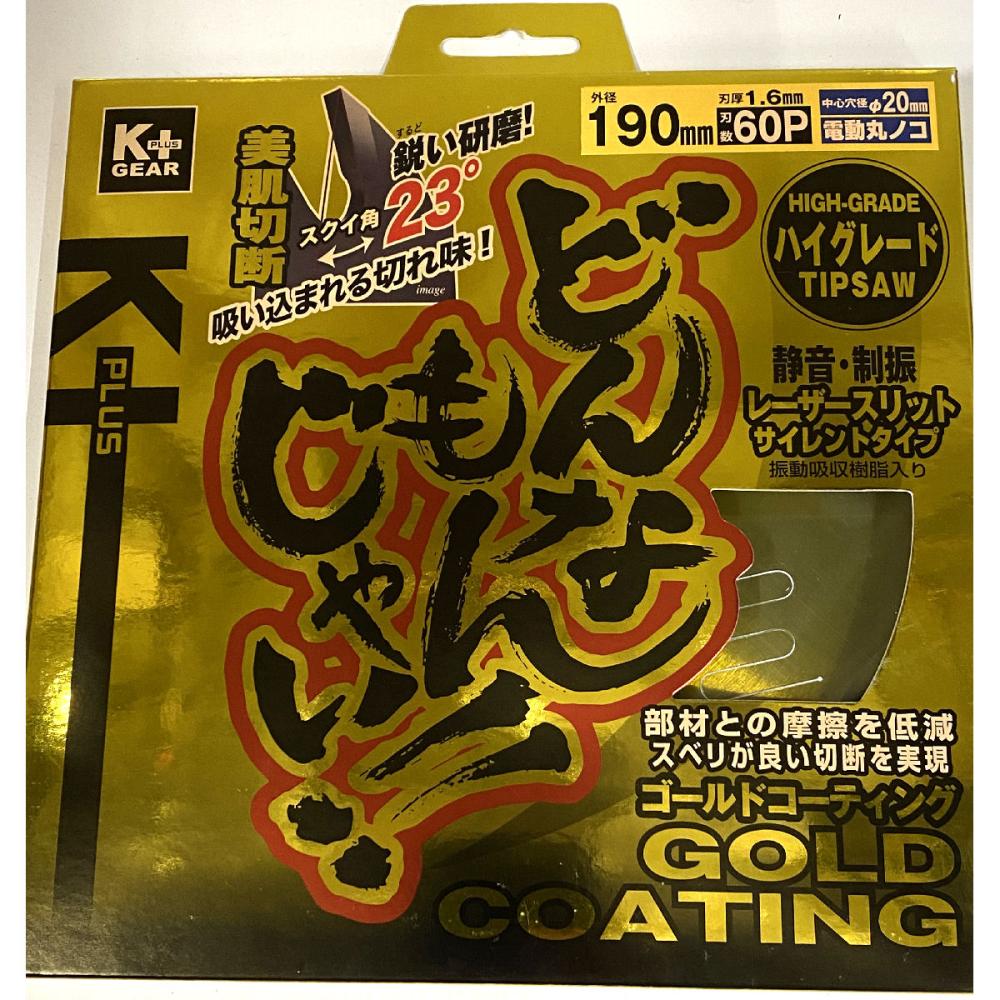 K+ PLUS
GEAR
美肌切断
するど
鋭い研磨!
スクイ角
23°
吸い込まれる切れ味!
image
外径
190mm
刃厚1.6mm
刃数60P
中心穴径φ20mm
電動丸ノコ
HIGH-GRADE
ハイグレード
TIPSAW
K+
PLUS
静音・制振
レーザースリット
サイレントタイプ
振動吸収樹脂入り
どんな
もんー
じゃい!!
部材との摩擦を低減
スベリが良い切断を実現
ゴールドコーティング
GOLD
COATING